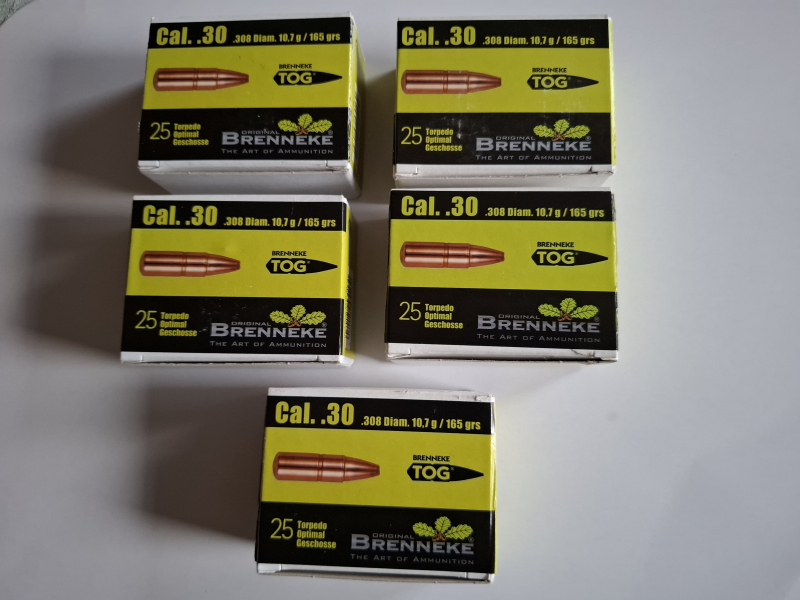 Cal. .30 .308 Diam. 10,7 g / 165 grs
BRENNEKE
TOG®
25 Torpedo
Optimal
Geschosse
ORIGINAL
BRENNEKE®
THE ART OF AMMUNITION
Cal. .30 .308 Diam. 10,7 g / 165 grs
BRENNEKE
TOG®
25 Torpedo
Optimal
Geschosse
ORIGINAL
BRENNEKE®
THE ART OF AMMUNITION
Cal. .30 .308 Diam. 10,7 g / 165 grs
BRENNEKE
TOG®
25 Torpedo
Optimal
Geschosse
ORIGINAL
BRENNEKE®
THE ART OF AMMUNITION
Cal. .30 .308 Diam. 10,7 g / 165 grs
BRENNEKE
TOG®
25 Torpedo
Optimal
Geschosse
ORIGINAL
BRENNEKE®
THE ART OF AMMUNITION
Cal. .30 .308 Diam. 10,7 g / 165 grs
BRENNEKE
TOG®
25 Torpedo
Optimal
Geschosse
ORIGINAL
BRENNEKE®
THE ART OF AMMUNITION